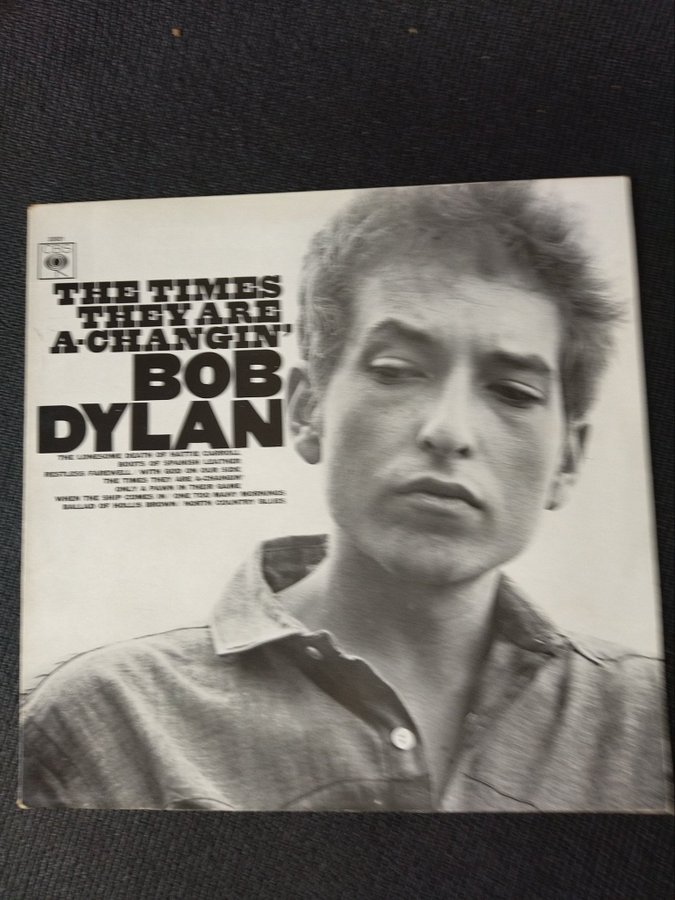 CBS
THE TIMES
THEY ARE
A-CHANGIN'
BOB
DYLAN
THE LONESOME DEATH OF HATTIE CARROLL
BOOTS OF SPANISH LEATHER
RESTLESS FAREWELL WITH GOD ON OUR SIDE
THE TIMES THEY ARE A-CHANGIN'
ONLY A PAWN IN THEIR GAME
WHEN THE SHIP COMES IN ONE TOO MANY MORNINGS
BALLAD OF HOLLIS BROWN NORTH COUNTRY BLUES